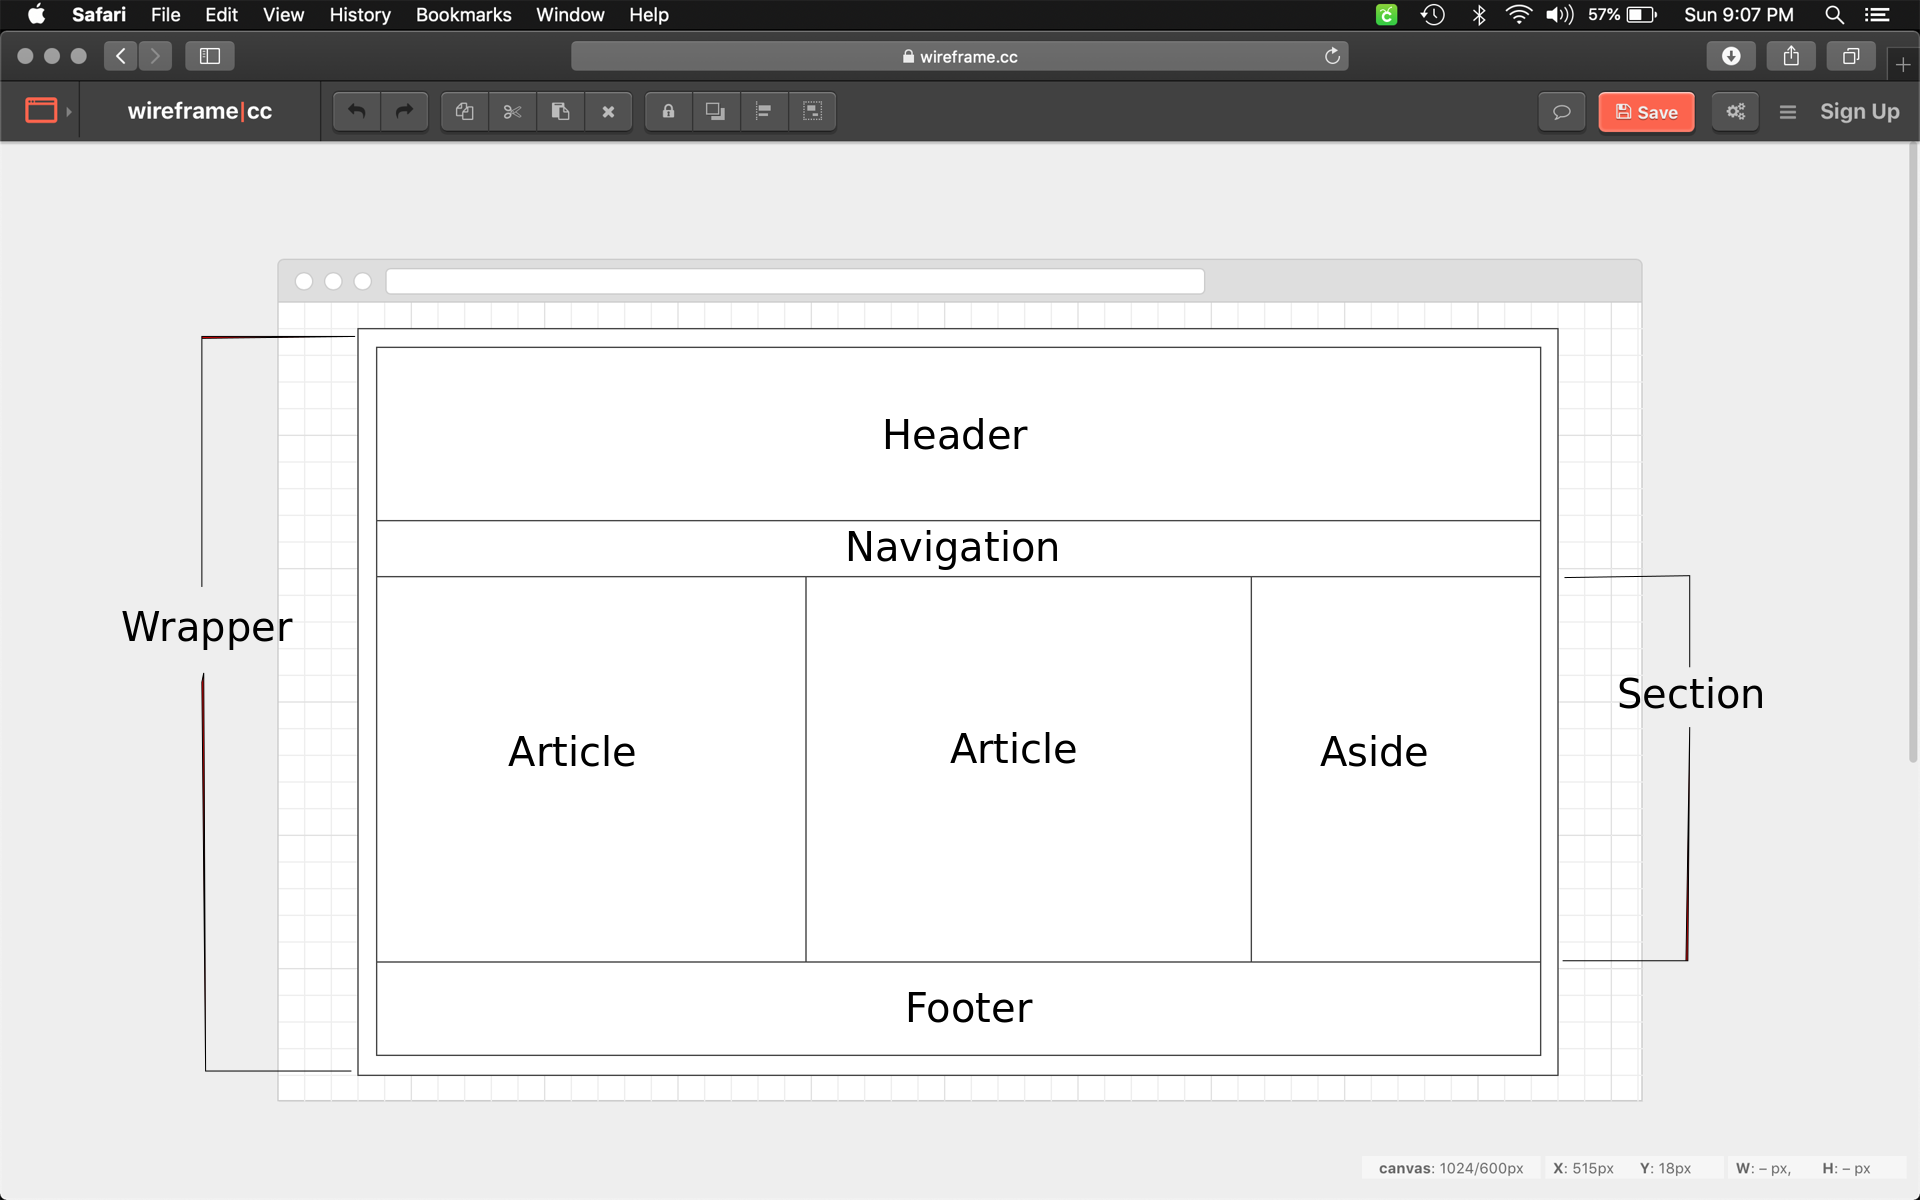 Safari File Edit View History Bookmarks Window Help 57% Sun 9:07 PM
wireframe.cc
wireframe|cc Save Sign Up
Header
Navigation
Wrapper
Section
Article Article Aside
Footer
canvas: 1024/600px X: 515px Y: 18px W: – px, H: – px